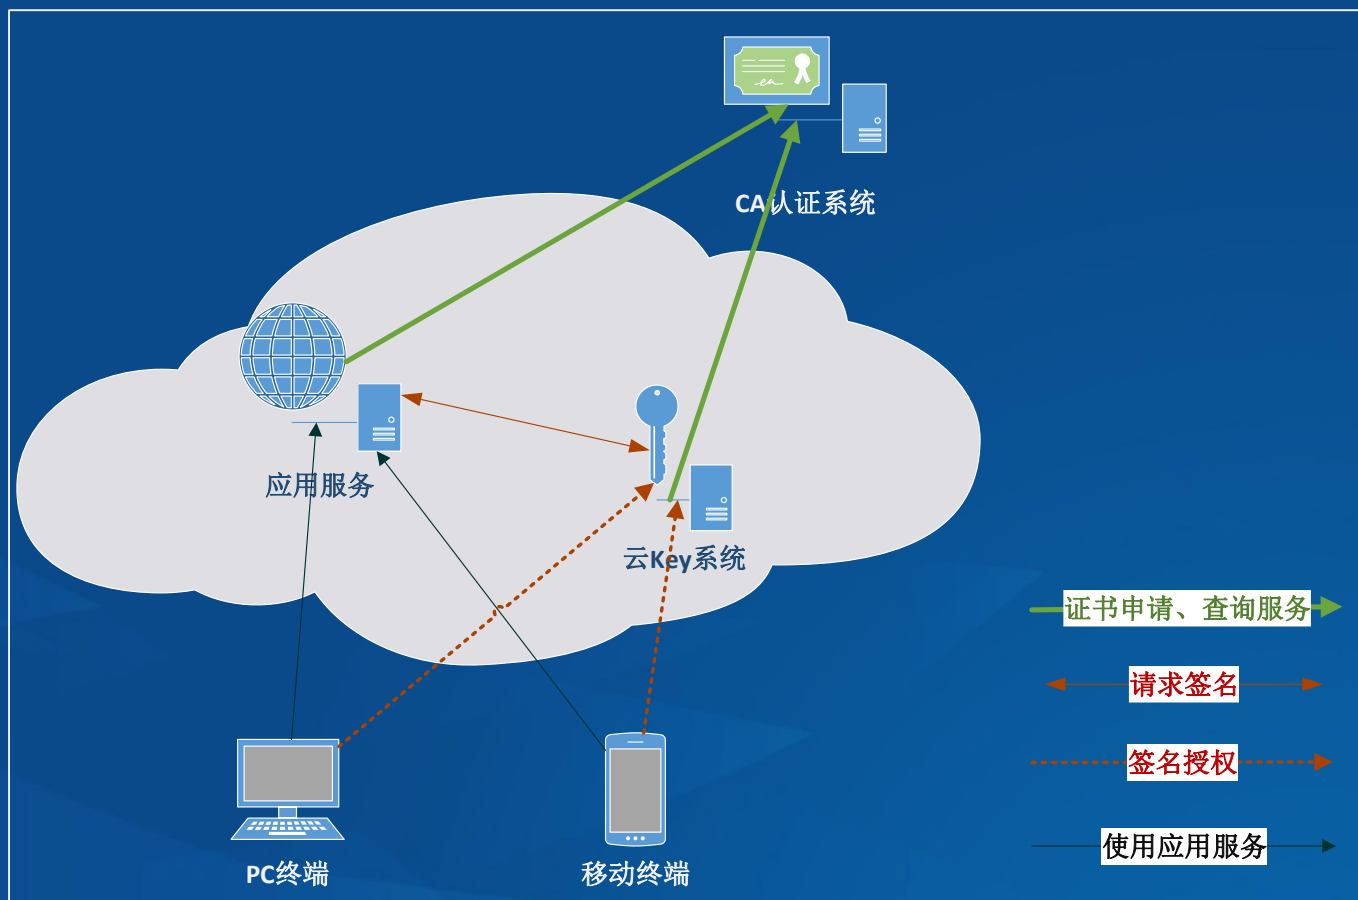 CA认证系统
应用服务
云Key系统
证书申请、查询服务
请求签名
签名授权
使用应用服务
PC终端
移动终端